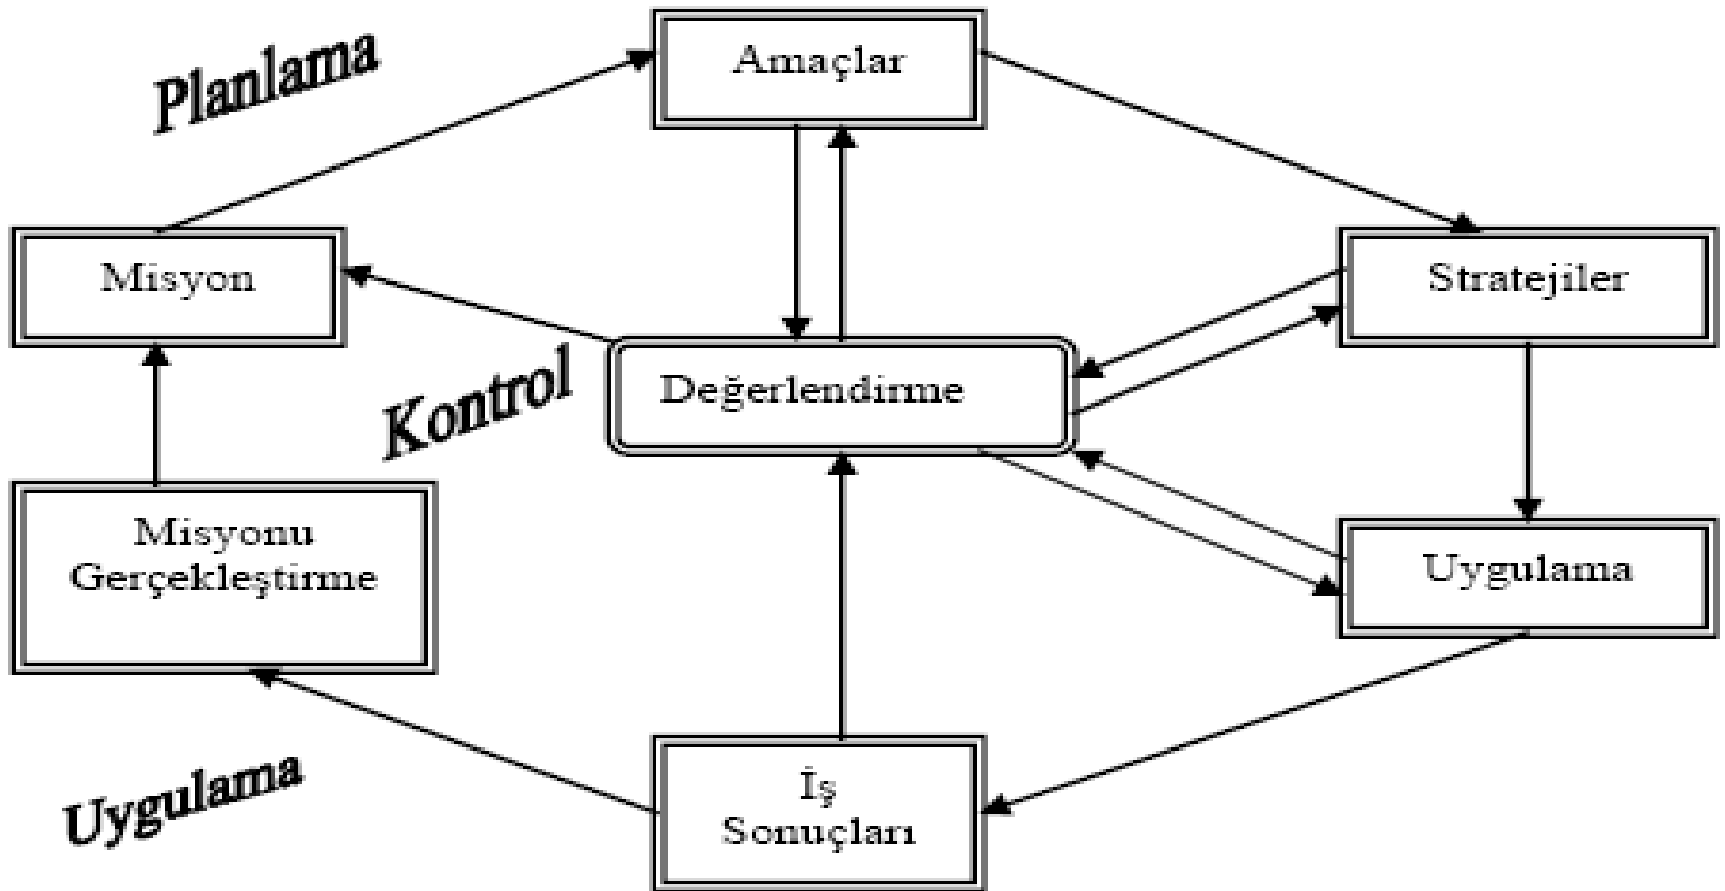 Planlama
Amaçlar
Misyon
Stratejiler
Kontrol
Değerlendirme
Misyonu
Gerçekleştirme
Uygulama
Uygulama
İş
Sonuçları